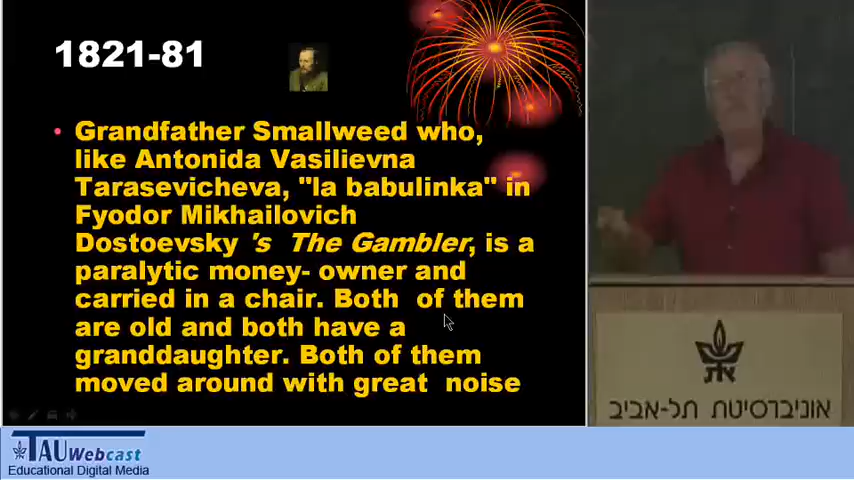 1821-81
• Grandfather Smallweed who,
like Antonida Vasilievna
Tarasevicheva, "la babulinka" in
Fyodor Mikhailovich
Dostoevsky 's The Gambler, is a
paralytic money- owner and
carried in a chair. Both of them
are old and both have a
granddaughter. Both of them
moved around with great noise
אוניברסיטת תל-אביב
TAU Webcast
Educational Digital Media